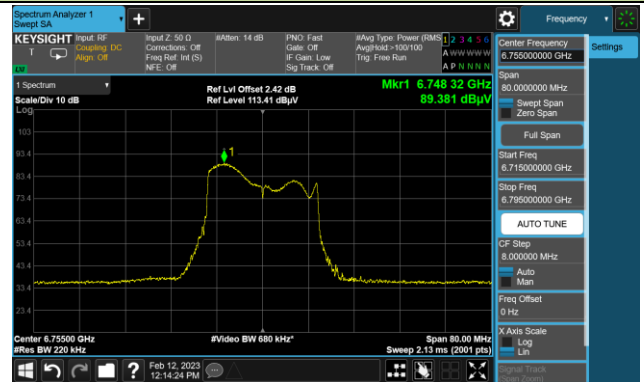 Spectrum Analyzer 1
Swept SA
Frequency
KEYSIGHT
Input: RF
Coupling: DC
Align: Off
Input Z: 50 Ω
Corrections: Off
Freq Ref: Int (S)
NFE: Off
#Atten: 14 dB
PNO: Fast
Gate: Off
IF Gain: Low
Sig Track: Off
#Avg Type: Power (RMS
Avg|Hold:>100/100
Trig: Free Run
1 2 3 4 5 6
A W W W W W
A P N N N N
1 Spectrum
Scale/Div 10 dB
Log
Ref Lvl Offset 2.42 dB
Ref Level 113.41 dBµV
Mkr1 6.748 32 GHz
89.381 dBµV
103
93.4
83.4
73.4
63.4
53.4
43.4
33.4
23.4
1
Center 6.75500 GHz
#Res BW 220 kHz
#Video BW 680 kHz*
Span 80.00 MHz
Sweep 2.13 ms (2001 pts)
Feb 12, 2023
12:14:24 PM
Center Frequency
6.755000000 GHz
Settings
Span
80.0000000 MHz
Swept Span
Zero Span
Full Span
Start Freq
6.715000000 GHz
Stop Freq
6.795000000 GHz
AUTO TUNE
CF Step
8.000000 MHz
Auto
Man
Freq Offset
0 Hz
X Axis Scale
Log
Lin
Signal Track
(Span Zoom)